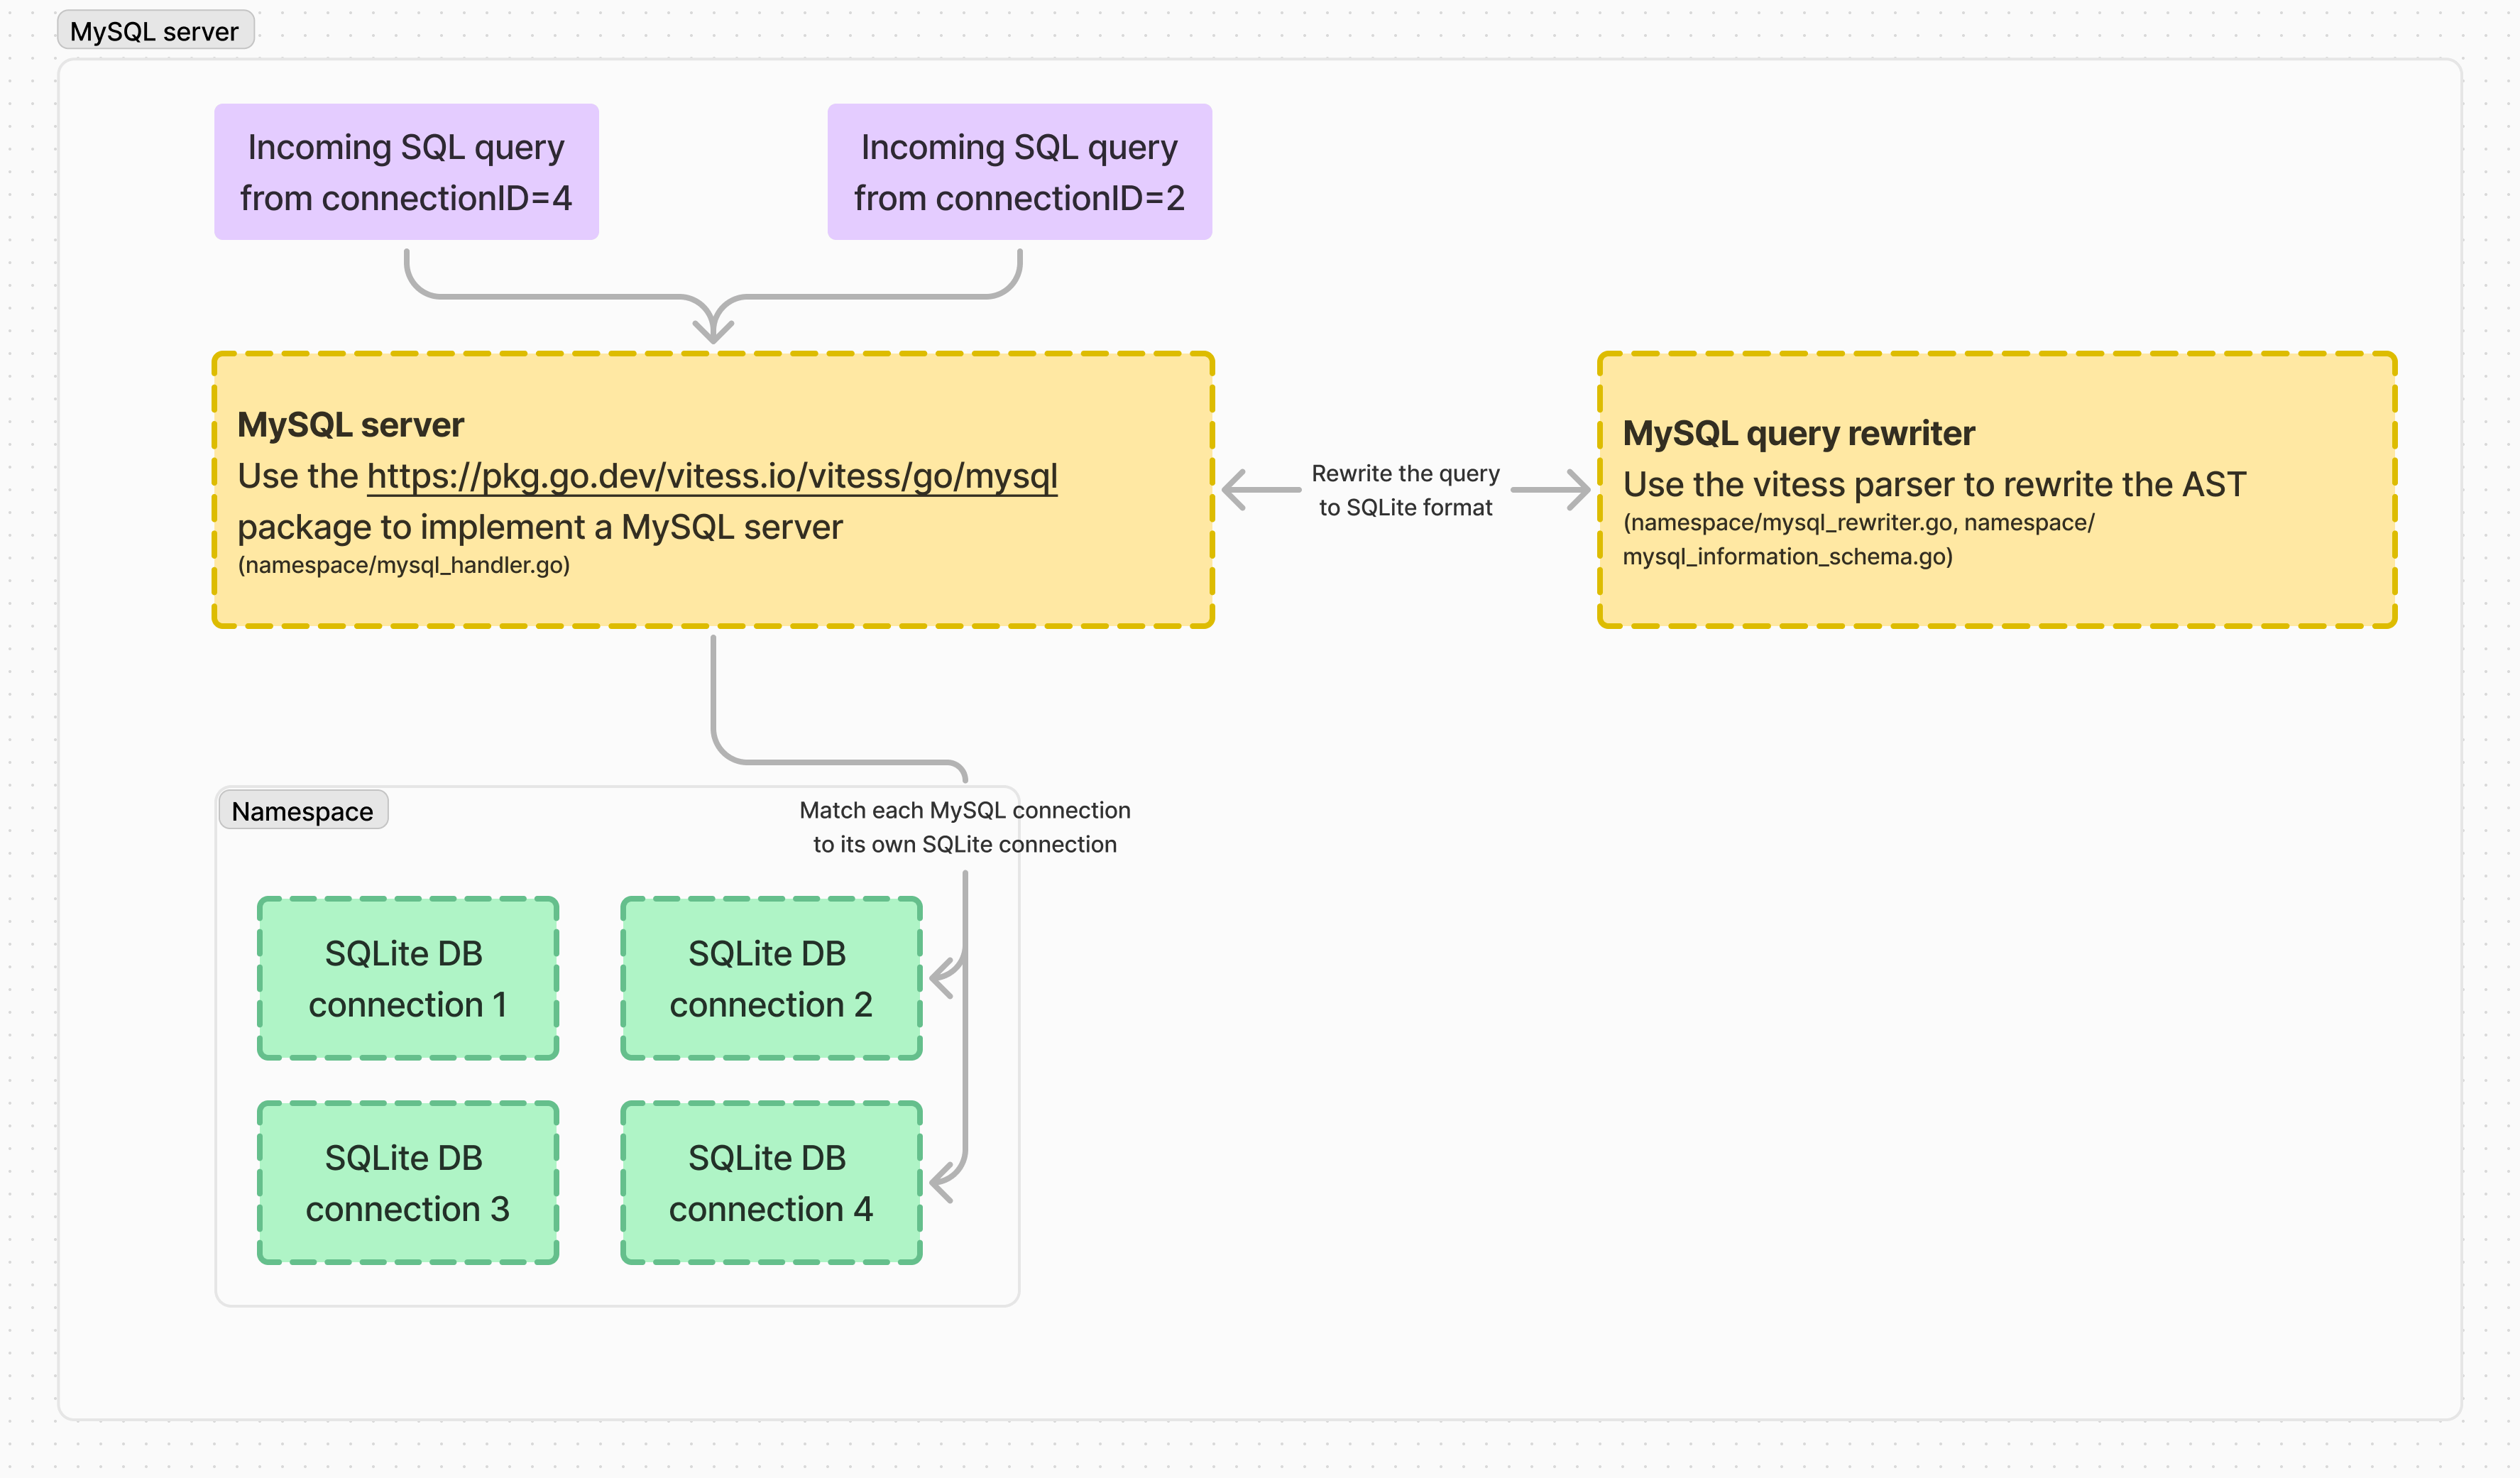 MySQL server
Incoming SQL query
from connectionID=4
Incoming SQL query
from connectionID=2
MySQL server
Use the https://pkg.go.dev/vitess.io/vitess/go/mysql
package to implement a MySQL server
(namespace/mysql_handler.go)
Rewrite the query
to SQLite format
MySQL query rewriter
Use the vitess parser to rewrite the AST
(namespace/mysql_rewriter.go, namespace/
mysql_information_schema.go)
Namespace
Match each MySQL connection
to its own SQLite connection
SQLite DB
connection 1
SQLite DB
connection 2
SQLite DB
connection 3
SQLite DB
connection 4